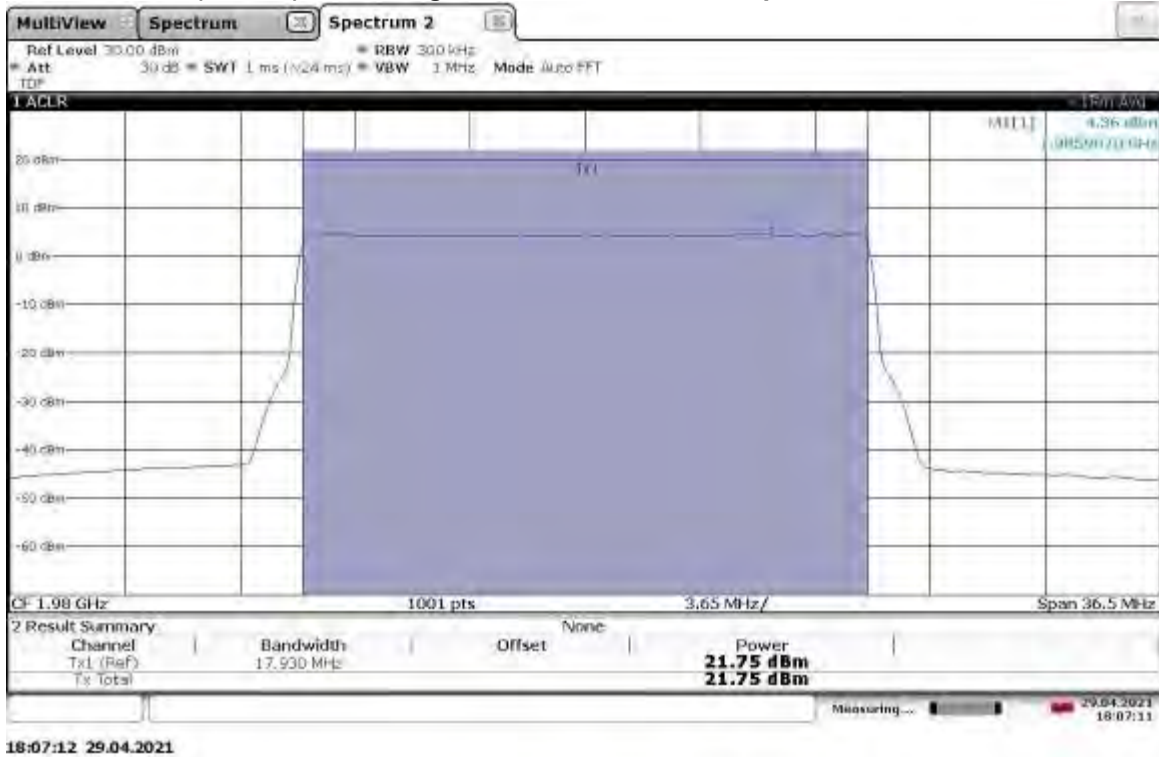 MultiView Spectrum Spectrum 2
Ref Level 30.00 dBm RBW 300 kHz
Att 30 dB SWT 1 ms (~24 ms) VBW 1 MHz Mode Auto FFT
TDF
1 ACLR 1Rm Avg
M1[1] 4.36 dBm
Tx1
20 dBm
10 dBm
0 dBm
-10 dBm
-20 dBm
-30 dBm
-40 dBm
-50 dBm
-60 dBm
CF 1.98 GHz 1001 pts 3.65 MHz/ Span 36.5 MHz
2 Result Summary None
Channel Bandwidth Offset Power
Tx1 (Ref) 17.930 MHz 21.75 dBm
Tx Total 21.75 dBm
Measuring... 29.04.2021
18:07:11
18:07:12 29.04.2021